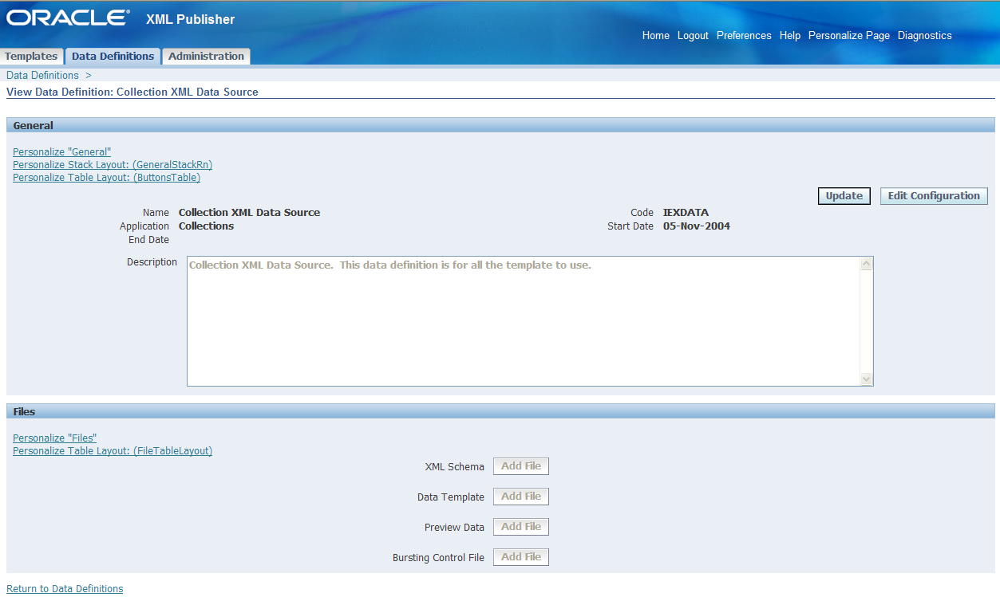 ORACLE® XML Publisher
Home Logout Preferences Help Personalize Page Diagnostics
Templates Data Definitions Administration
Data Definitions >
View Data Definition: Collection XML Data Source
General
Personalize "General"
Personalize Stack Layout: (GeneralStackRn)
Personalize Table Layout: (ButtonsTable)
Update Edit Configuration
Name Collection XML Data Source Code IEXDATA
Application Collections Start Date 05-Nov-2004
End Date
Description Collection XML Data Source. This data definition is for all the template to use.
Files
Personalize "Files"
Personalize Table Layout: (FileTableLayout)
XML Schema Add File
Data Template Add File
Preview Data Add File
Bursting Control File Add File
Return to Data Definitions